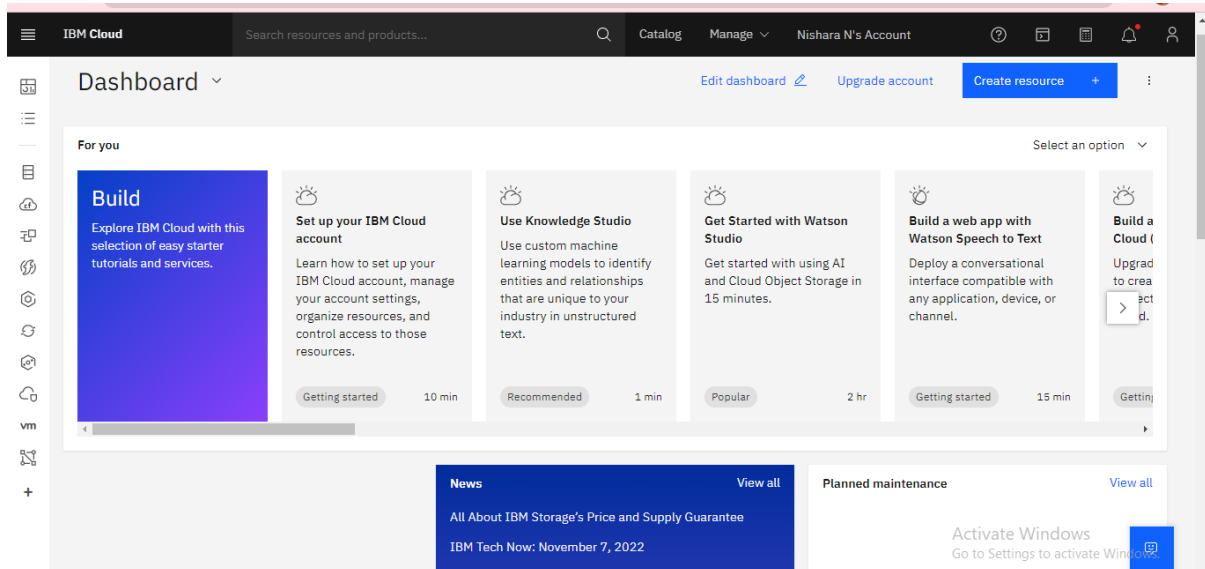 IBM Cloud
Search resources and products...
Catalog
Manage
Nishara N's Account
Dashboard
Edit dashboard
Upgrade account
Create resource +
For you
Select an option
Build
Explore IBM Cloud with this
selection of easy starter
tutorials and services.
Set up your IBM Cloud
account
Learn how to set up your
IBM Cloud account, manage
your account settings,
organize resources, and
control access to those
resources.
Getting started
10 min
Use Knowledge Studio
Use custom machine
learning models to identify
entities and relationships
that are unique to your
industry in unstructured
text.
Recommended
1 min
Get Started with Watson
Studio
Get started with using AI
and Cloud Object Storage in
15 minutes.
Popular
2 hr
Build a web app with
Watson Speech to Text
Deploy a conversational
interface compatible with
any application, device, or
channel.
Getting started
15 min
Build a
Cloud (
Upgrad
to crea
ect
d.
Getting
vm
News
View all
All About IBM Storage's Price and Supply Guarantee
IBM Tech Now: November 7, 2022
Planned maintenance
View all
Activate Windows
Go to Settings to activate Windows.